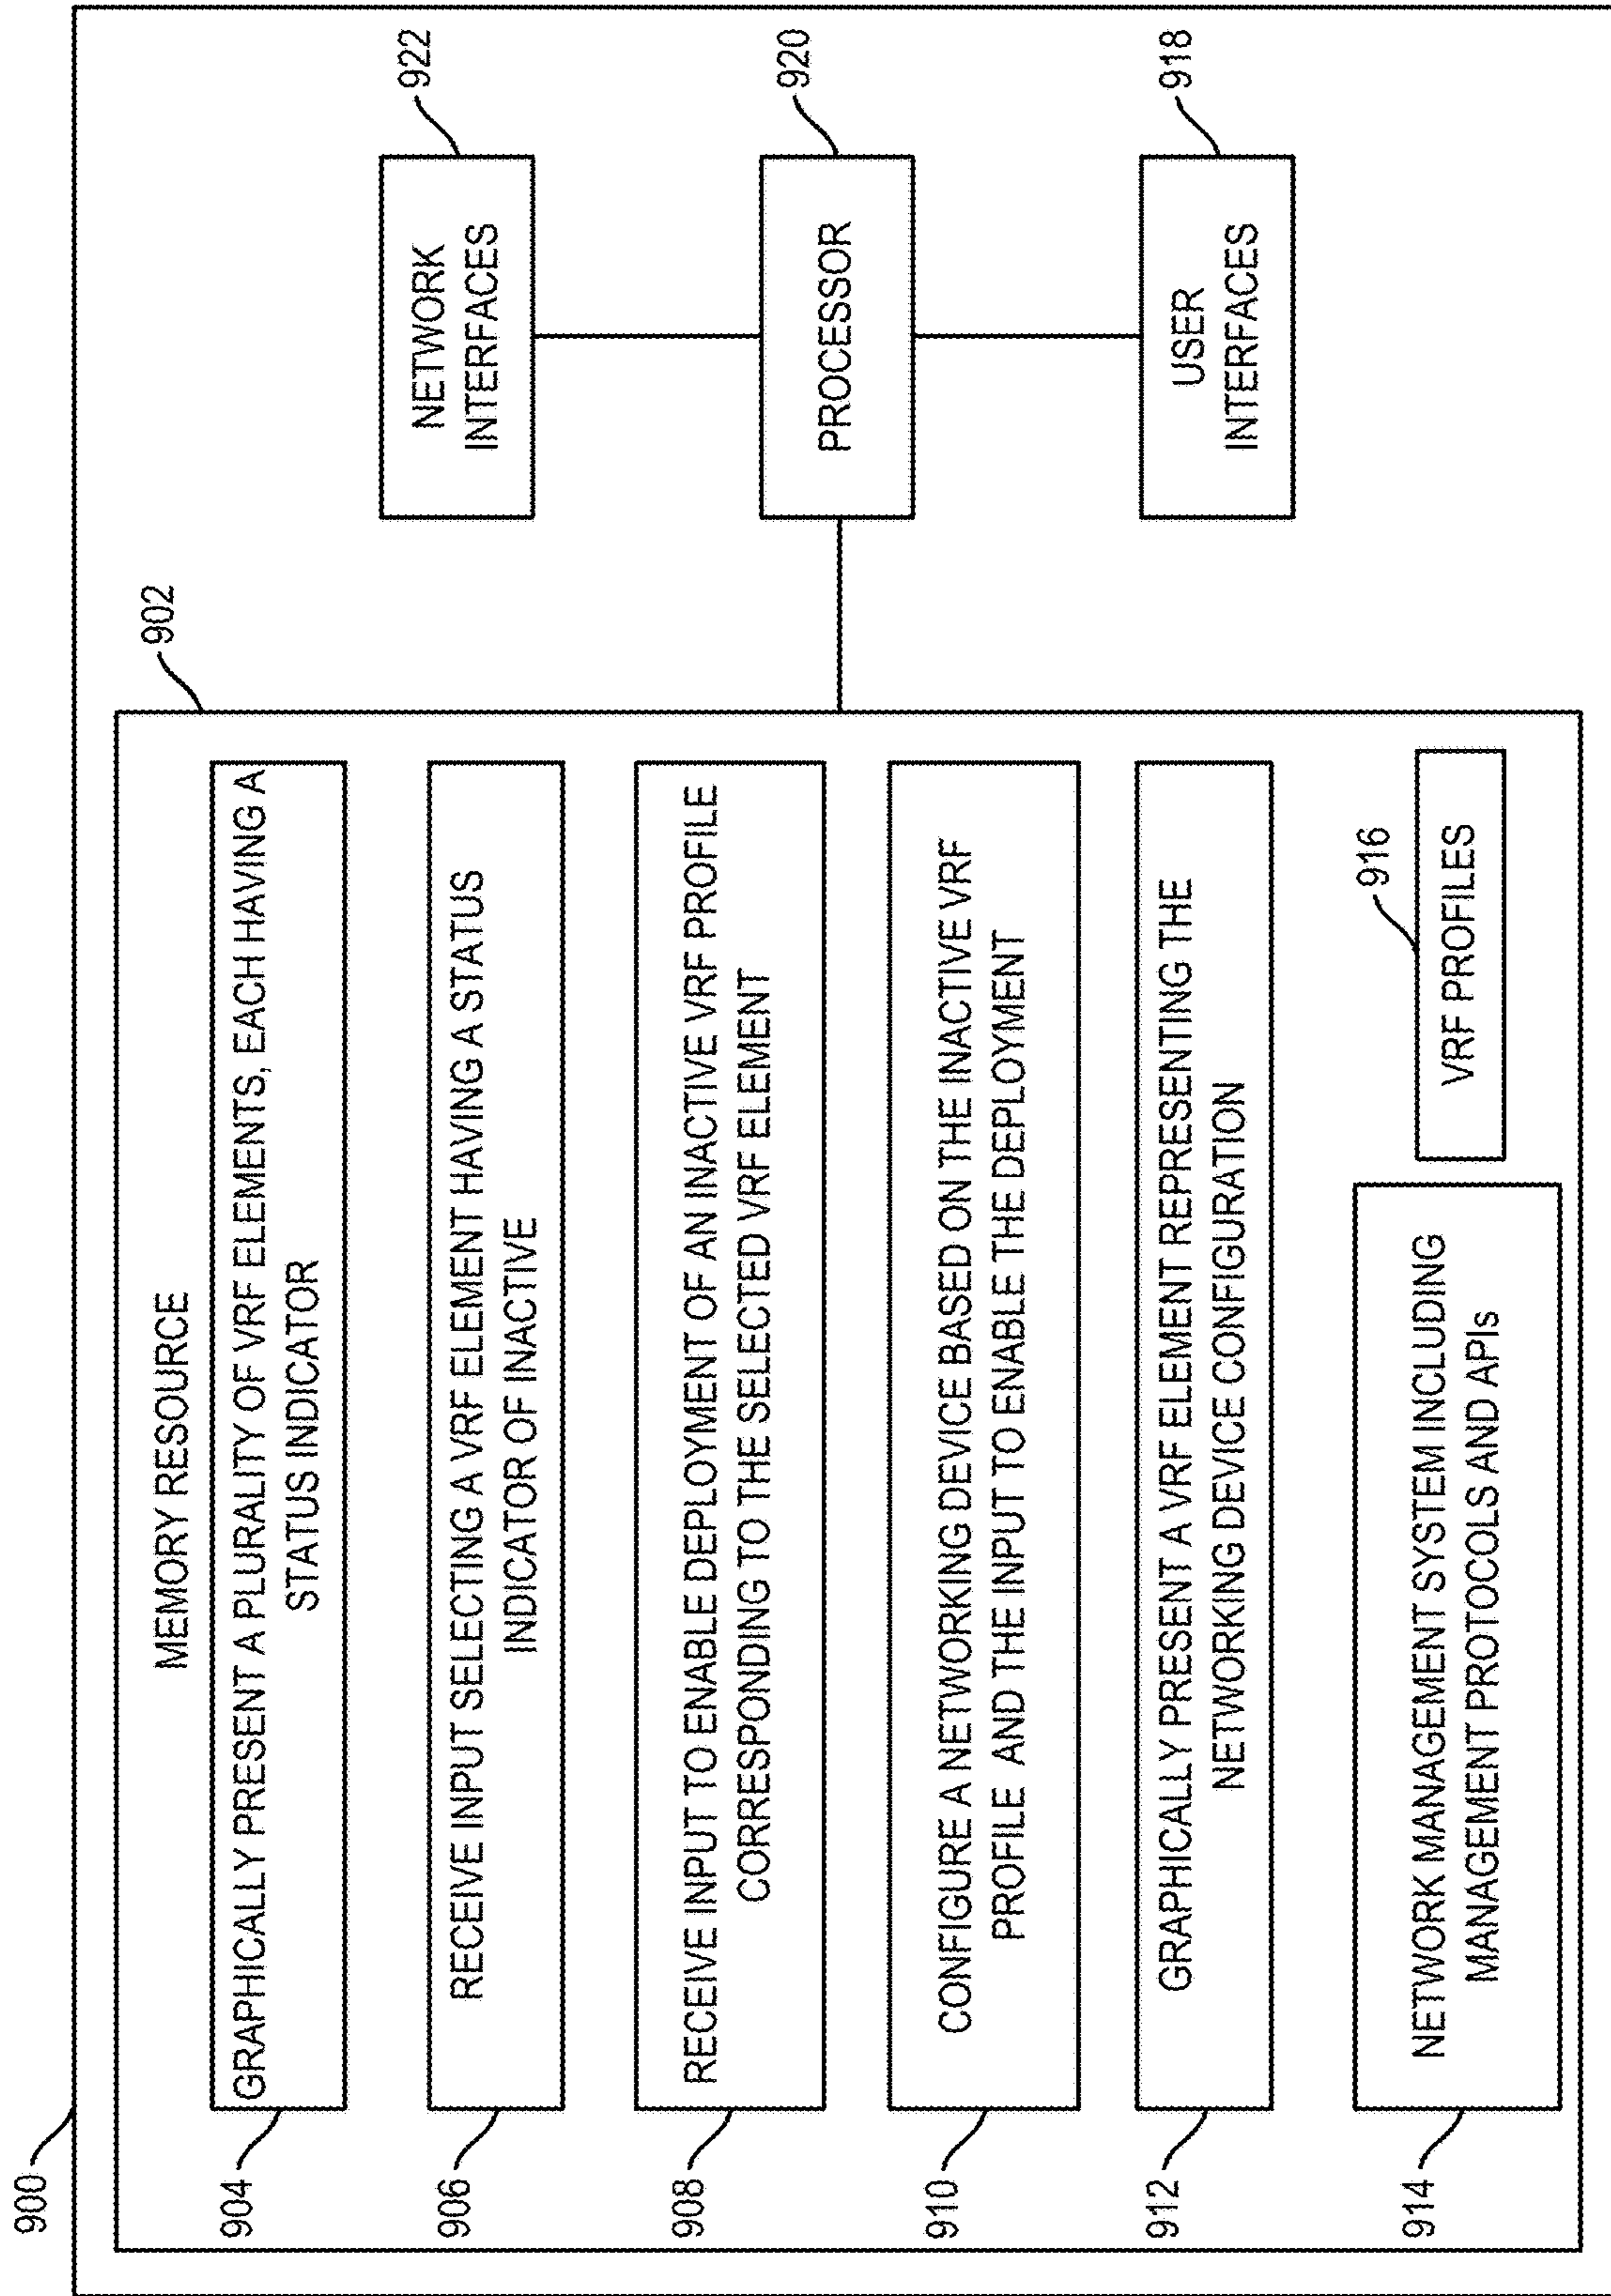 900
902
MEMORY RESOURCE
904
GRAPHICALLY PRESENT A PLURALITY OF VRF ELEMENTS, EACH HAVING A
STATUS INDICATOR
906
RECEIVE INPUT SELECTING A VRF ELEMENT HAVING A STATUS
INDICATOR OF INACTIVE
908
RECEIVE INPUT TO ENABLE DEPLOYMENT OF AN INACTIVE VRF PROFILE
CORRESPONDING TO THE SELECTED VRF ELEMENT
910
CONFIGURE A NETWORKING DEVICE BASED ON THE INACTIVE VRF
PROFILE AND THE INPUT TO ENABLE THE DEPLOYMENT
912
GRAPHICALLY PRESENT A VRF ELEMENT REPRESENTING THE
NETWORKING DEVICE CONFIGURATION
914
NETWORK MANAGEMENT SYSTEM INCLUDING
MANAGEMENT PROTOCOLS AND APIs
916
VRF PROFILES
922
NETWORK
INTERFACES
920
PROCESSOR
918
USER
INTERFACES